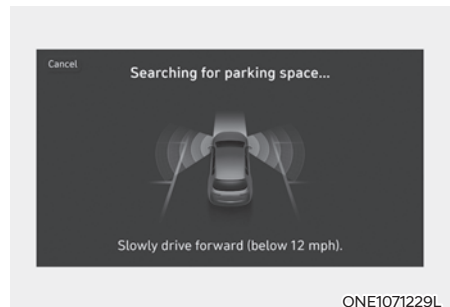 Cancel
Searching for parking space...
Slowly drive forward (below 12 mph).
ONE1071229L